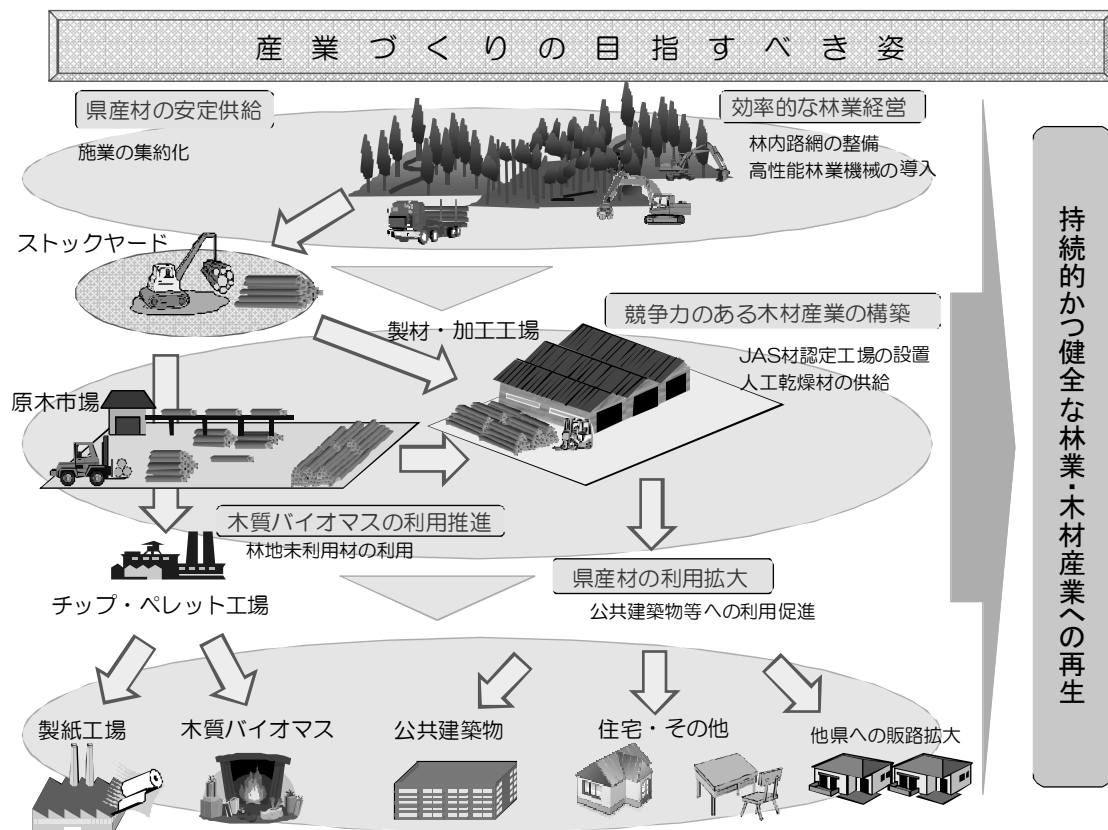 産業づくりの目指すべき姿
県産材の安定供給
施業の集約化
効率的な林業経営
林内路網の整備
高性能林業機械の導入
ストックヤード
製材・加工工場
競争力のある木材産業の構築
JAS材認定工場の設置
人工乾燥材の供給
原木市場
木質バイオマスの利用推進
林地未利用材の利用
チップ・ペレット工場
県産材の利用拡大
公共建築物等への利用促進
製紙工場
木質バイオマス
公共建築物
住宅・その他
他県への販路拡大
持続的かつ健全な林業・木材産業への再生